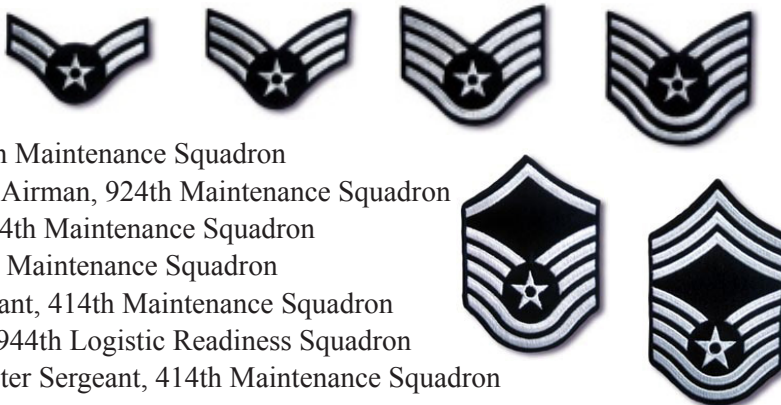 Maintenance Squadron
Airman, 924th Maintenance Squadron
4th Maintenance Squadron
Maintenance Squadron
ant, 414th Maintenance Squadron
944th Logistic Readiness Squadron
ter Sergeant, 414th Maintenance Squadron